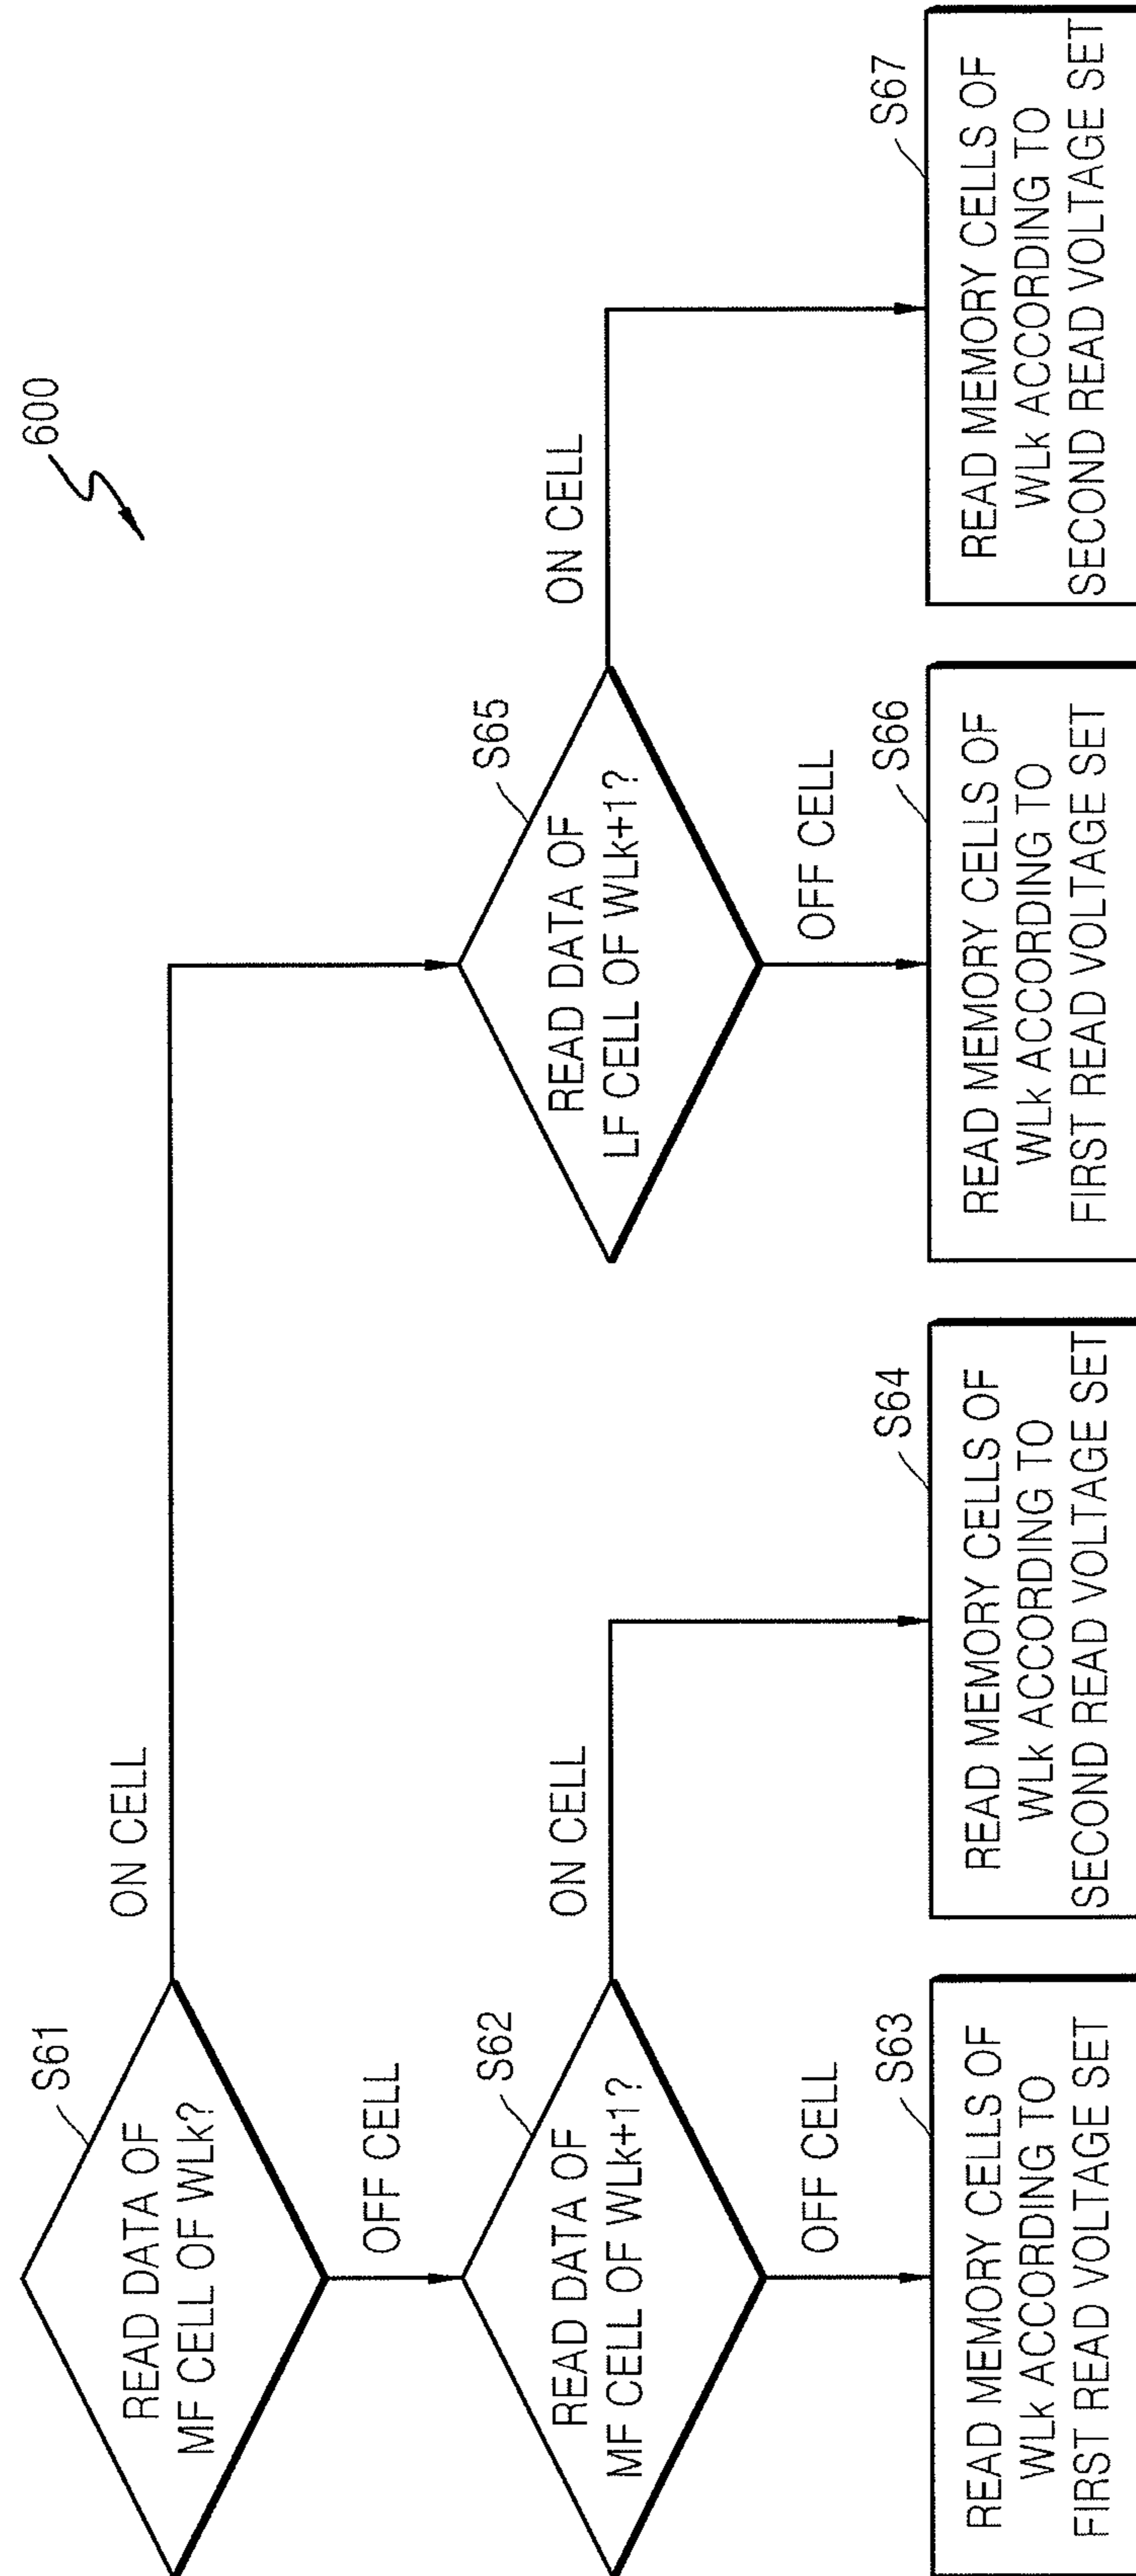 600
S61
READ DATA OF
MF CELL OF WLk?
ON CELL
OFF CELL
S62
READ DATA OF
MF CELL OF WLk+1?
ON CELL
OFF CELL
S65
READ DATA OF
LF CELL OF WLk+1?
ON CELL
OFF CELL
S63
READ MEMORY CELLS OF
WLk ACCORDING TO
FIRST READ VOLTAGE SET
S64
READ MEMORY CELLS OF
WLk ACCORDING TO
SECOND READ VOLTAGE SET
S66
READ MEMORY CELLS OF
WLk ACCORDING TO
FIRST READ VOLTAGE SET
S67
READ MEMORY CELLS OF
WLk ACCORDING TO
SECOND READ VOLTAGE SET